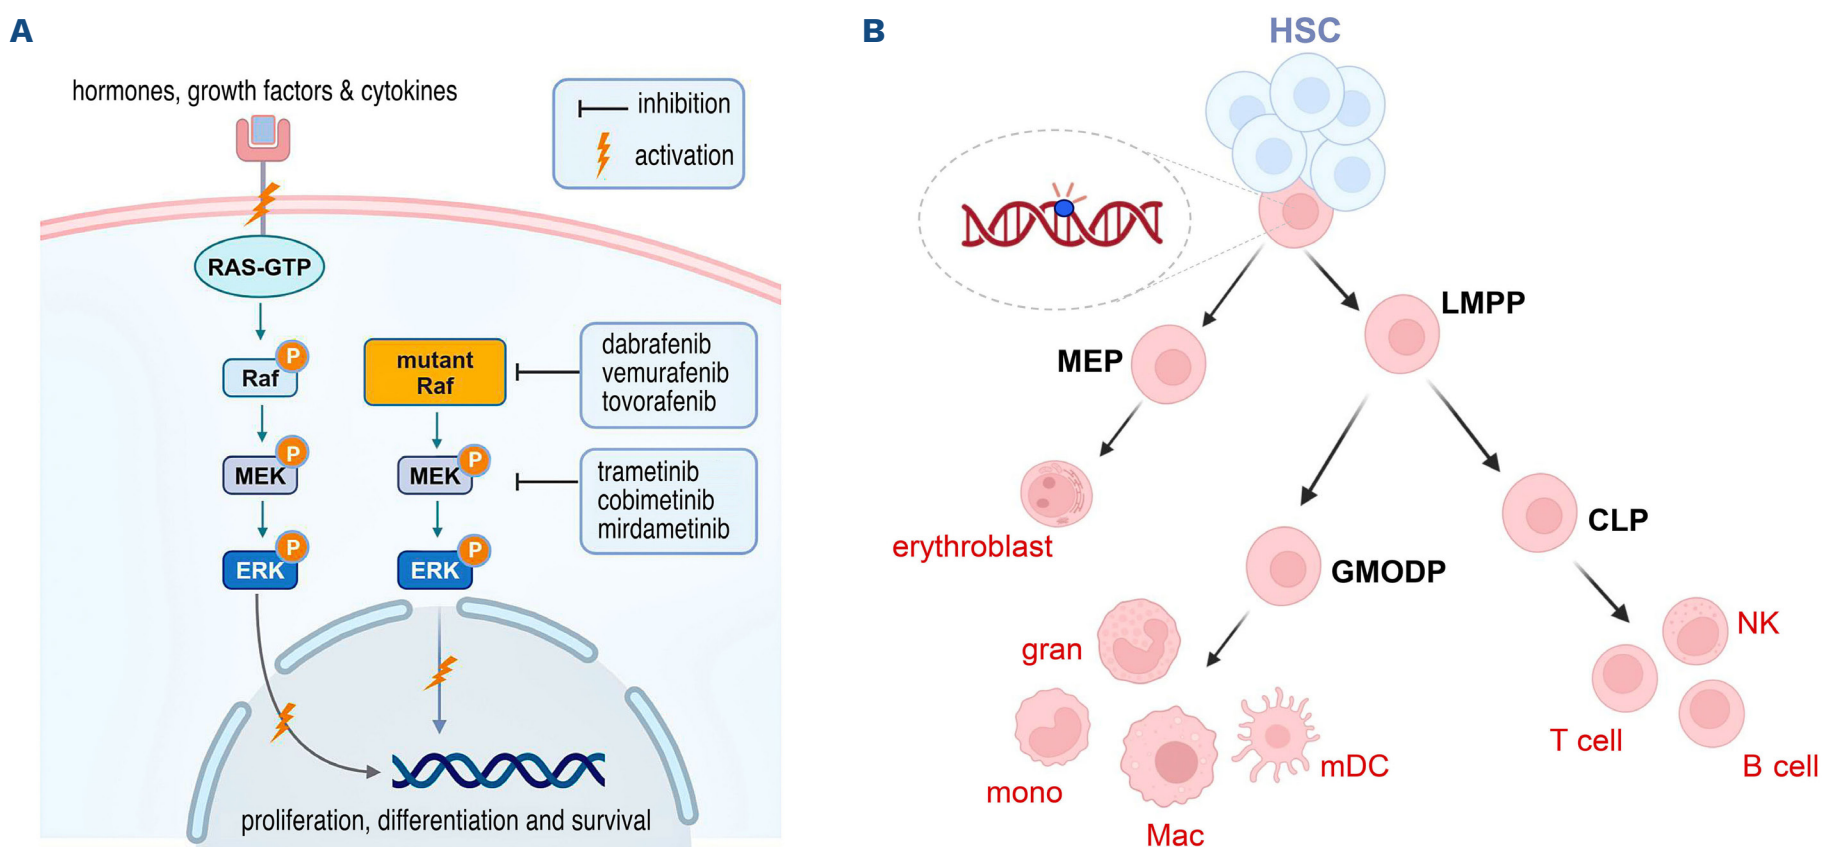 A
hormones, growth factors & cytokines
inhibition
activation
RAS-GTP
Raf
P
MEK
P
ERK
P
mutant
Raf
MEK
P
ERK
P
dabrafenib
vemurafenib
tovorafenib
trametinib
cobimetinib
mirdametinib
proliferation, differentiation and survival
B
HSC
LMPP
MEP
erythroblast
CLP
GMODP
gran
mono
Mac
mDC
NK
T cell
B cell